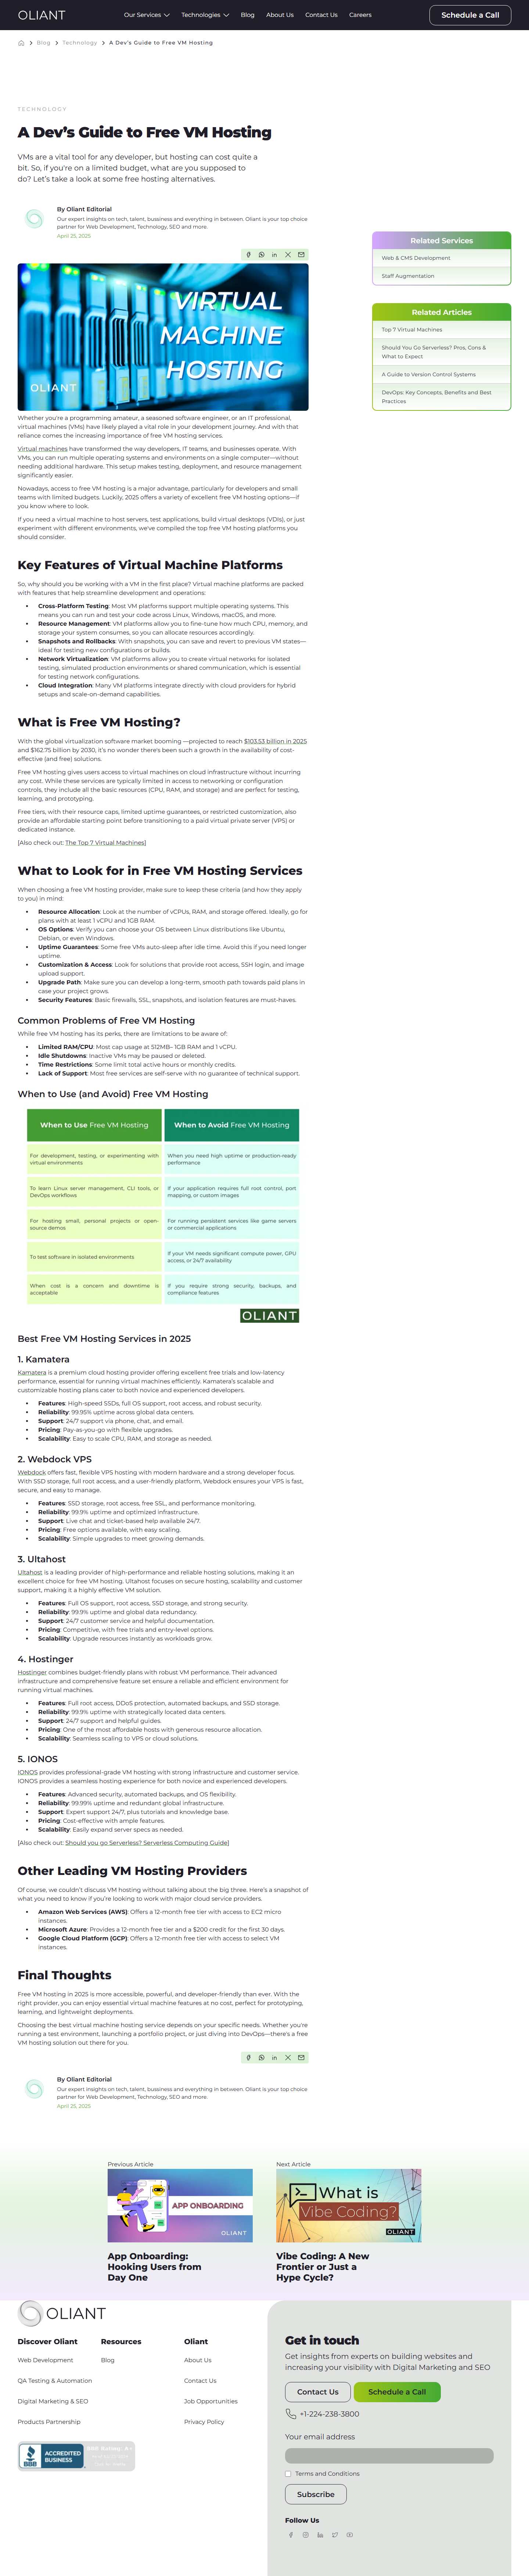 OLIANT
Our Services
Technologies
Blog
About Us
Contact Us
Careers
Schedule a Call
Blog > Technology > A Dev's Guide to Free VM Hosting
TECHNOLOGY
A Dev's Guide to Free VM Hosting
VMs are a vital tool for any developer, but hosting can cost quite a
bit. So, if you're on a limited budget, what are you supposed to
do? Let's take a look at some free hosting alternatives.
By Oliant Editorial
Our expert insights on tech, talent, bussiness and everything in between. Oliant is your top choice
partner for Web Development, Technology, SEO and more.
April 25, 2025
VIRTUAL
MACHINE
HOSTING
OLIANT
Related Services
Web & CMS Development
Staff Augmentation
Related Articles
Top 7 Virtual Machines
Should You Go Serverless? Pros, Cons &
What to Expect
A Guide to Version Control Systems
DevOps: Key Concepts, Benefits and Best
Practices
Whether you're a programming amateur, a seasoned software engineer, or an IT professional,
virtual machines (VMs) have likely played a vital role in your development journey. And with that
reliance comes the increasing importance of free VM hosting services.
Virtual machines have transformed the way developers, IT teams, and businesses operate. With
VMs, you can run multiple operating systems and environments on a single computer—without
needing additional hardware. This setup makes testing, deployment, and resource management
significantly easier.
Nowadays, access to free VM hosting is a major advantage, particularly for developers and small
teams with limited budgets. Luckily, 2025 offers a variety of excellent free VM hosting options—if
you know where to look.
If you need a virtual machine to host servers, test applications, build virtual desktops (VDIs), or just
experiment with different environments, we've compiled the top free VM hosting platforms you
should consider.
Key Features of Virtual Machine Platforms
So, why should you be working with a VM in the first place? Virtual machine platforms are packed
with features that help streamline development and operations:
• Cross-Platform Testing: Most VM platforms support multiple operating systems. This
means you can run and test your code across Linux, Windows, macOS, and more.
• Resource Management: VM platforms allow you to fine-tune how much CPU, memory, and
storage your system consumes, so you can allocate resources accordingly.
• Snapshots and Rollbacks: With snapshots, you can save and revert to previous VM states—
ideal for testing new configurations or builds.
• Network Virtualization: VM platforms allow you to create virtual networks for isolated
testing, simulated production environments or shared communication, which is essential
for testing network configurations.
• Cloud Integration: Many VM platforms integrate directly with cloud providers for hybrid
setups and scale-on-demand capabilities.
What is Free VM Hosting?
With the global virtualization software market booming —projected to reach $103.53 billion in 2025
and $162.75 billion by 2030, it's no wonder there's been such a growth in the availability of cost-
effective (and free) solutions.
Free VM hosting gives users access to virtual machines on cloud infrastructure without incurring
any cost. While these services are typically limited in access to networking or configuration
controls, they include all the basic resources (CPU, RAM, and storage) and are perfect for testing,
learning, and prototyping.
Free tiers, with their resource caps, limited uptime guarantees, or restricted customization, also
provide an affordable starting point before transitioning to a paid virtual private server (VPS) or
dedicated instance.
[Also check out: The Top 7 Virtual Machines]
What to Look for in Free VM Hosting Services
When choosing a free VM hosting provider, make sure to keep these criteria (and how they apply
to you) in mind:
• Resource Allocation: Look at the number of vCPUs, RAM, and storage offered. Ideally, go for
plans with at least 1 vCPU and 1GB RAM.
• OS Options: Verify you can choose your OS between Linux distributions like Ubuntu,
Debian, or even Windows.
• Uptime Guarantees: Some free VMs auto-sleep after idle time. Avoid this if you need longer
uptime.
• Customization & Access: Look for solutions that provide root access, SSH login, and image
upload support.
• Upgrade Path: Make sure you can develop a long-term, smooth path towards paid plans in
case your project grows.
• Security Features: Basic firewalls, SSL, snapshots, and isolation features are must-haves.
Common Problems of Free VM Hosting
While free VM hosting has its perks, there are limitations to be aware of:
• Limited RAM/CPU: Most cap usage at 512MB– 1GB RAM and 1 vCPU.
• Idle Shutdowns: Inactive VMs may be paused or deleted.
• Time Restrictions: Some limit total active hours or monthly credits.
• Lack of Support: Most free services are self-serve with no guarantee of technical support.
When to Use (and Avoid) Free VM Hosting
When to Use Free VM Hosting
When to Avoid Free VM Hosting
For development, testing, or experimenting with
virtual environments
When you need high uptime or production-ready
performance
To learn Linux server management, CLI tools, or
DevOps workflows
If your application requires full root control, port
mapping, or custom images
For hosting small, personal projects or open-
source demos
For running persistent services like game servers
or commercial applications
To test software in isolated environments
If your VM needs significant compute power, GPU
access, or 24/7 availability
When cost is a concern and downtime is
acceptable
If you require strong security, backups, and
compliance features
OLIANT
Best Free VM Hosting Services in 2025
1. Kamatera
Kamatera is a premium cloud hosting provider offering excellent free trials and low-latency
performance, essential for running virtual machines efficiently. Kamatera's scalable and
customizable hosting plans cater to both novice and experienced developers.
• Features: High-speed SSDs, full OS support, root access, and robust security.
• Reliability: 99.95% uptime across global data centers.
• Support: 24/7 support via phone, chat, and email.
• Pricing: Pay-as-you-go with flexible upgrades.
• Scalability: Easy to scale CPU, RAM, and storage as needed.
2. Webdock VPS
Webdock offers fast, flexible VPS hosting with modern hardware and a strong developer focus.
With SSD storage, full root access, and a user-friendly platform, Webdock ensures your VPS is fast,
secure, and easy to manage.
• Features: SSD storage, root access, free SSL, and performance monitoring.
• Reliability: 99.9% uptime and optimized infrastructure.
• Support: Live chat and ticket-based help available 24/7.
• Pricing: Free options available, with easy scaling.
• Scalability: Simple upgrades to meet growing demands.
3. Ultahost
Ultahost is a leading provider of high-performance and reliable hosting solutions, making it an
excellent choice for free VM hosting. Ultahost focuses on secure hosting, scalability and customer
support, making it a highly effective VM solution.
• Features: Full OS support, root access, SSD storage, and strong security.
• Reliability: 99.9% uptime and global data redundancy.
• Support: 24/7 customer service and helpful documentation.
• Pricing: Competitive, with free trials and entry-level options.
• Scalability: Upgrade resources instantly as workloads grow.
4. Hostinger
Hostinger combines budget-friendly plans with robust VM performance. Their advanced
infrastructure and comprehensive feature set ensure a reliable and efficient environment for
running virtual machines.
• Features: Full root access, DDoS protection, automated backups, and SSD storage.
• Reliability: 99.9% uptime with strategically located data centers.
• Support: 24/7 support and helpful guides.
• Pricing: One of the most affordable hosts with generous resource allocation.
• Scalability: Seamless scaling to VPS or cloud solutions.
5. IONOS
IONOS provides professional-grade VM hosting with strong infrastructure and customer service.
IONOS provides a seamless hosting experience for both novice and experienced developers.
• Features: Advanced security, automated backups, and OS flexibility.
• Reliability: 99.99% uptime and redundant global infrastructure.
• Support: Expert support 24/7, plus tutorials and knowledge base.
• Pricing: Cost-effective with ample features.
• Scalability: Easily expand server specs as needed.
[Also check out: Should you go Serverless? Serverless Computing Guide]
Other Leading VM Hosting Providers
Of course, we couldn't discuss VM hosting without talking about the big three. Here's a snapshot of
what you need to know if you're looking to work with major cloud service providers.
• Amazon Web Services (AWS): Offers a 12-month free tier with access to EC2 micro
instances.
• Microsoft Azure: Provides a 12-month free tier and a $200 credit for the first 30 days.
• Google Cloud Platform (GCP): Offers a 12-month free tier with access to select VM
instances.
Final Thoughts
Free VM hosting in 2025 is more accessible, powerful, and developer-friendly than ever. With the
right provider, you can enjoy essential virtual machine features at no cost, perfect for prototyping,
learning, and lightweight deployments.
Choosing the best virtual machine hosting service depends on your specific needs. Whether you're
running a test environment, launching a portfolio project, or just diving into DevOps—there's a free
VM hosting solution out there for you.
By Oliant Editorial
Our expert insights on tech, talent, bussiness and everything in between. Oliant is your top choice
partner for Web Development, Technology, SEO and more.
April 25, 2025
Previous Article
APP ONBOARDING
OLIANT
App Onboarding:
Hooking Users from
Day One
Next Article
What is
Vibe Coding?
OLIANT
Vibe Coding: A New
Frontier or Just a
Hype Cycle?
OLIANT
Discover Oliant
Web Development
QA Testing & Automation
Digital Marketing & SEO
Products Partnership
Resources
Blog
Oliant
About Us
Contact Us
Job Opportunities
Privacy Policy
BBB
ACCREDITED
BUSINESS
BBB Rating: A+
Get in touch
Get insights from experts on building websites and
increasing your visibility with Digital Marketing and SEO
Contact Us
Schedule a Call
+1-224-238-3800
Your email address
Terms and Conditions
Subscribe
Follow Us